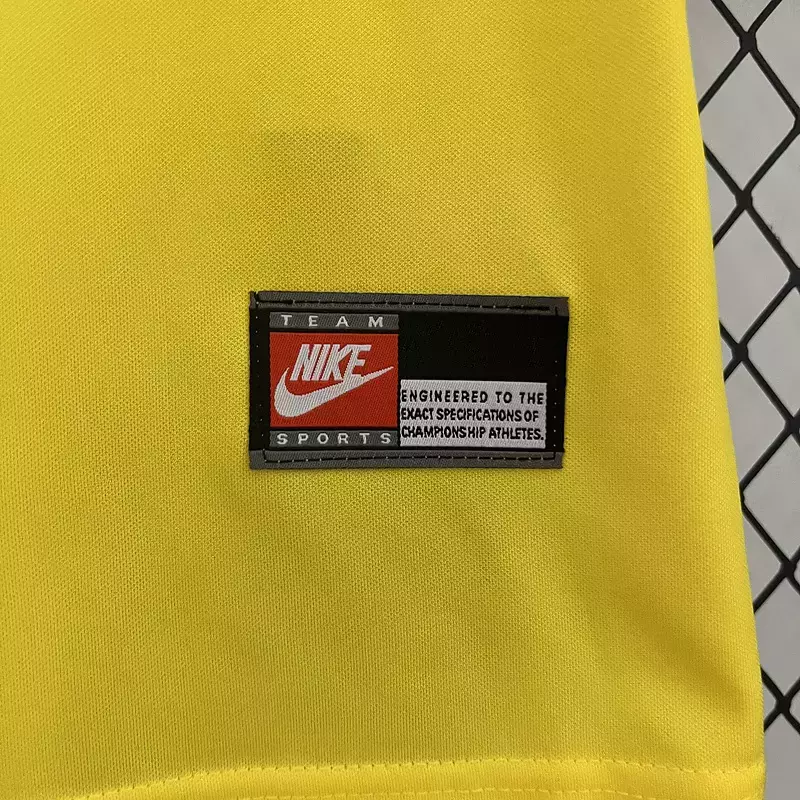 TEAM
NIKE
SPORTS
ENGINEERED TO THE
EXACT SPECIFICATIONS OF
CHAMPIONSHIP ATHLETES.